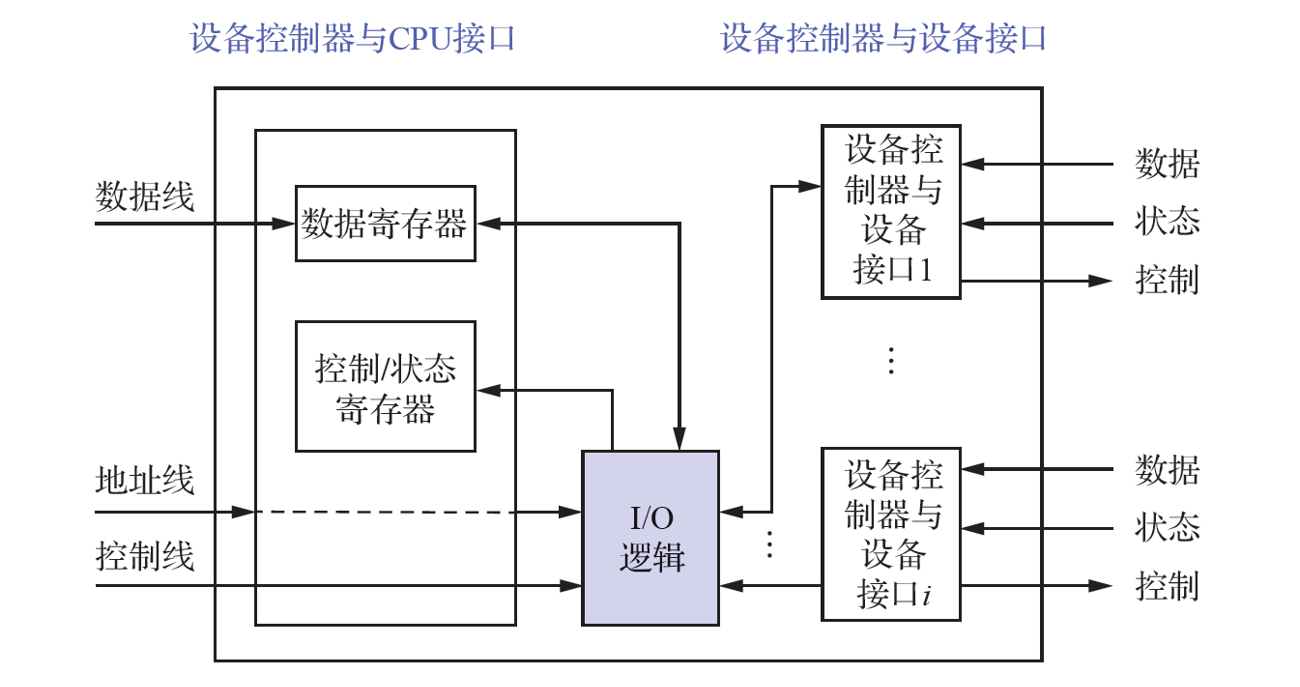 设备控制器与CPU接口
设备控制器与设备接口
数据线
数据寄存器
控制/状态
寄存器
地址线
控制线
I/O
逻辑
设备控
制器与
设备
接口1
数据
状态
控制
⋮
⋮
设备控
制器与
设备
接口i
数据
状态
控制